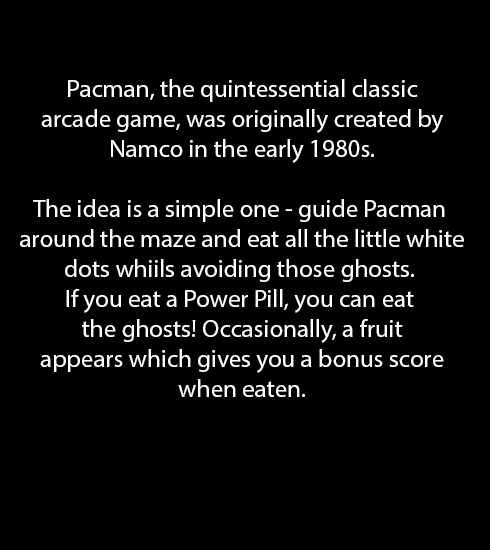 Pacman, the quintessential classic
arcade game, was originally created by
Namco in the early 1980s.
The idea is a simple one - guide Pacman
around the maze and eat all the little white
dots whiils avoiding those ghosts.
If you eat a Power Pill, you can eat
the ghosts! Occasionally, a fruit
appears which gives you a bonus score
when eaten.